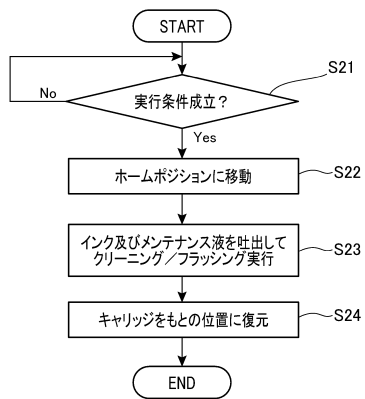 START
S21
No
実行条件成立？
Yes
ホームポジションに移動
S22
インク及びメンテナンス液を吐出して
クリーニング／フラッシング実行
S23
キャリッジをもとの位置に復元
S24
END